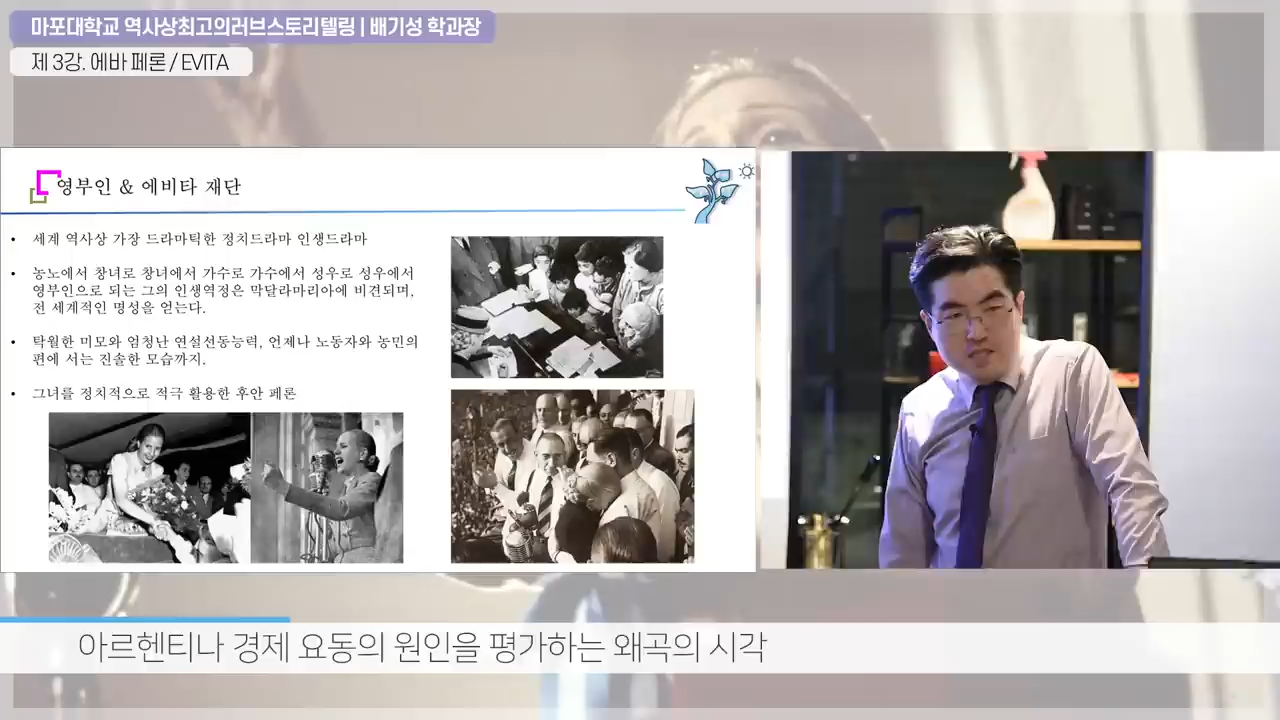 마포대학교 역사상최고의러브스토리텔링 | 배기성 학과장
제 3강. 에바 페론 / EVITA
영부인 & 에비타 재단
• 세계 역사상 가장 드라마틱한 정치드라마 인생드라마
• 농노에서 창녀로 창녀에서 가수로 가수에서 성우로 성우에서
영부인으로 되는 그의 인생역정은 막달라마리아에 비견되며,
전 세계적인 명성을 얻는다.
• 탁월한 미모와 엄청난 연설선동능력, 언제나 노동자와 농민의
편에 서는 진솔한 모습까지.
• 그녀를 정치적으로 적극 활용한 후안 페론
아르헨티나 경제 요동의 원인을 평가하는 왜곡의 시각